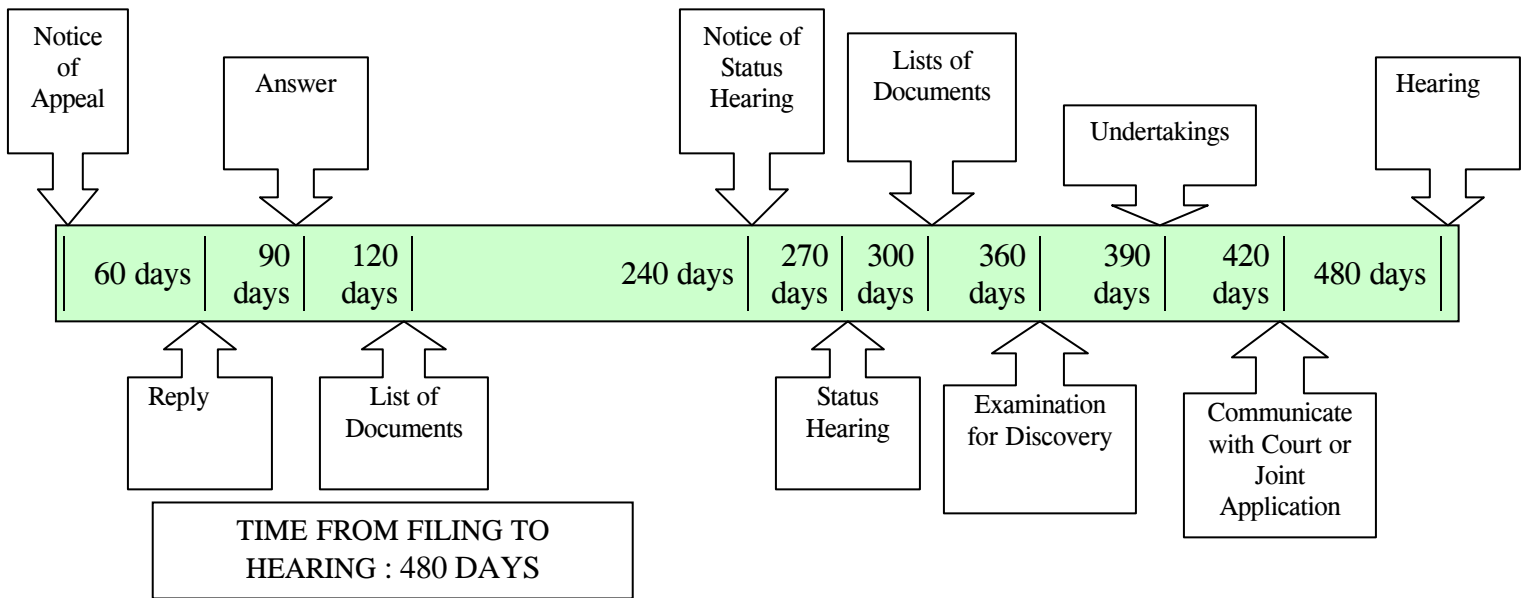 Notice
of
Appeal
Answer
Notice of
Status
Hearing
Lists of
Documents
Undertakings
Hearing
60 days
90
days
120
days
240 days
270
days
300
days
360
days
390
days
420
days
480 days
Reply
List of
Documents
Status
Hearing
Examination
for Discovery
Communicate
with Court or
Joint
Application
TIME FROM FILING TO
HEARING : 480 DAYS